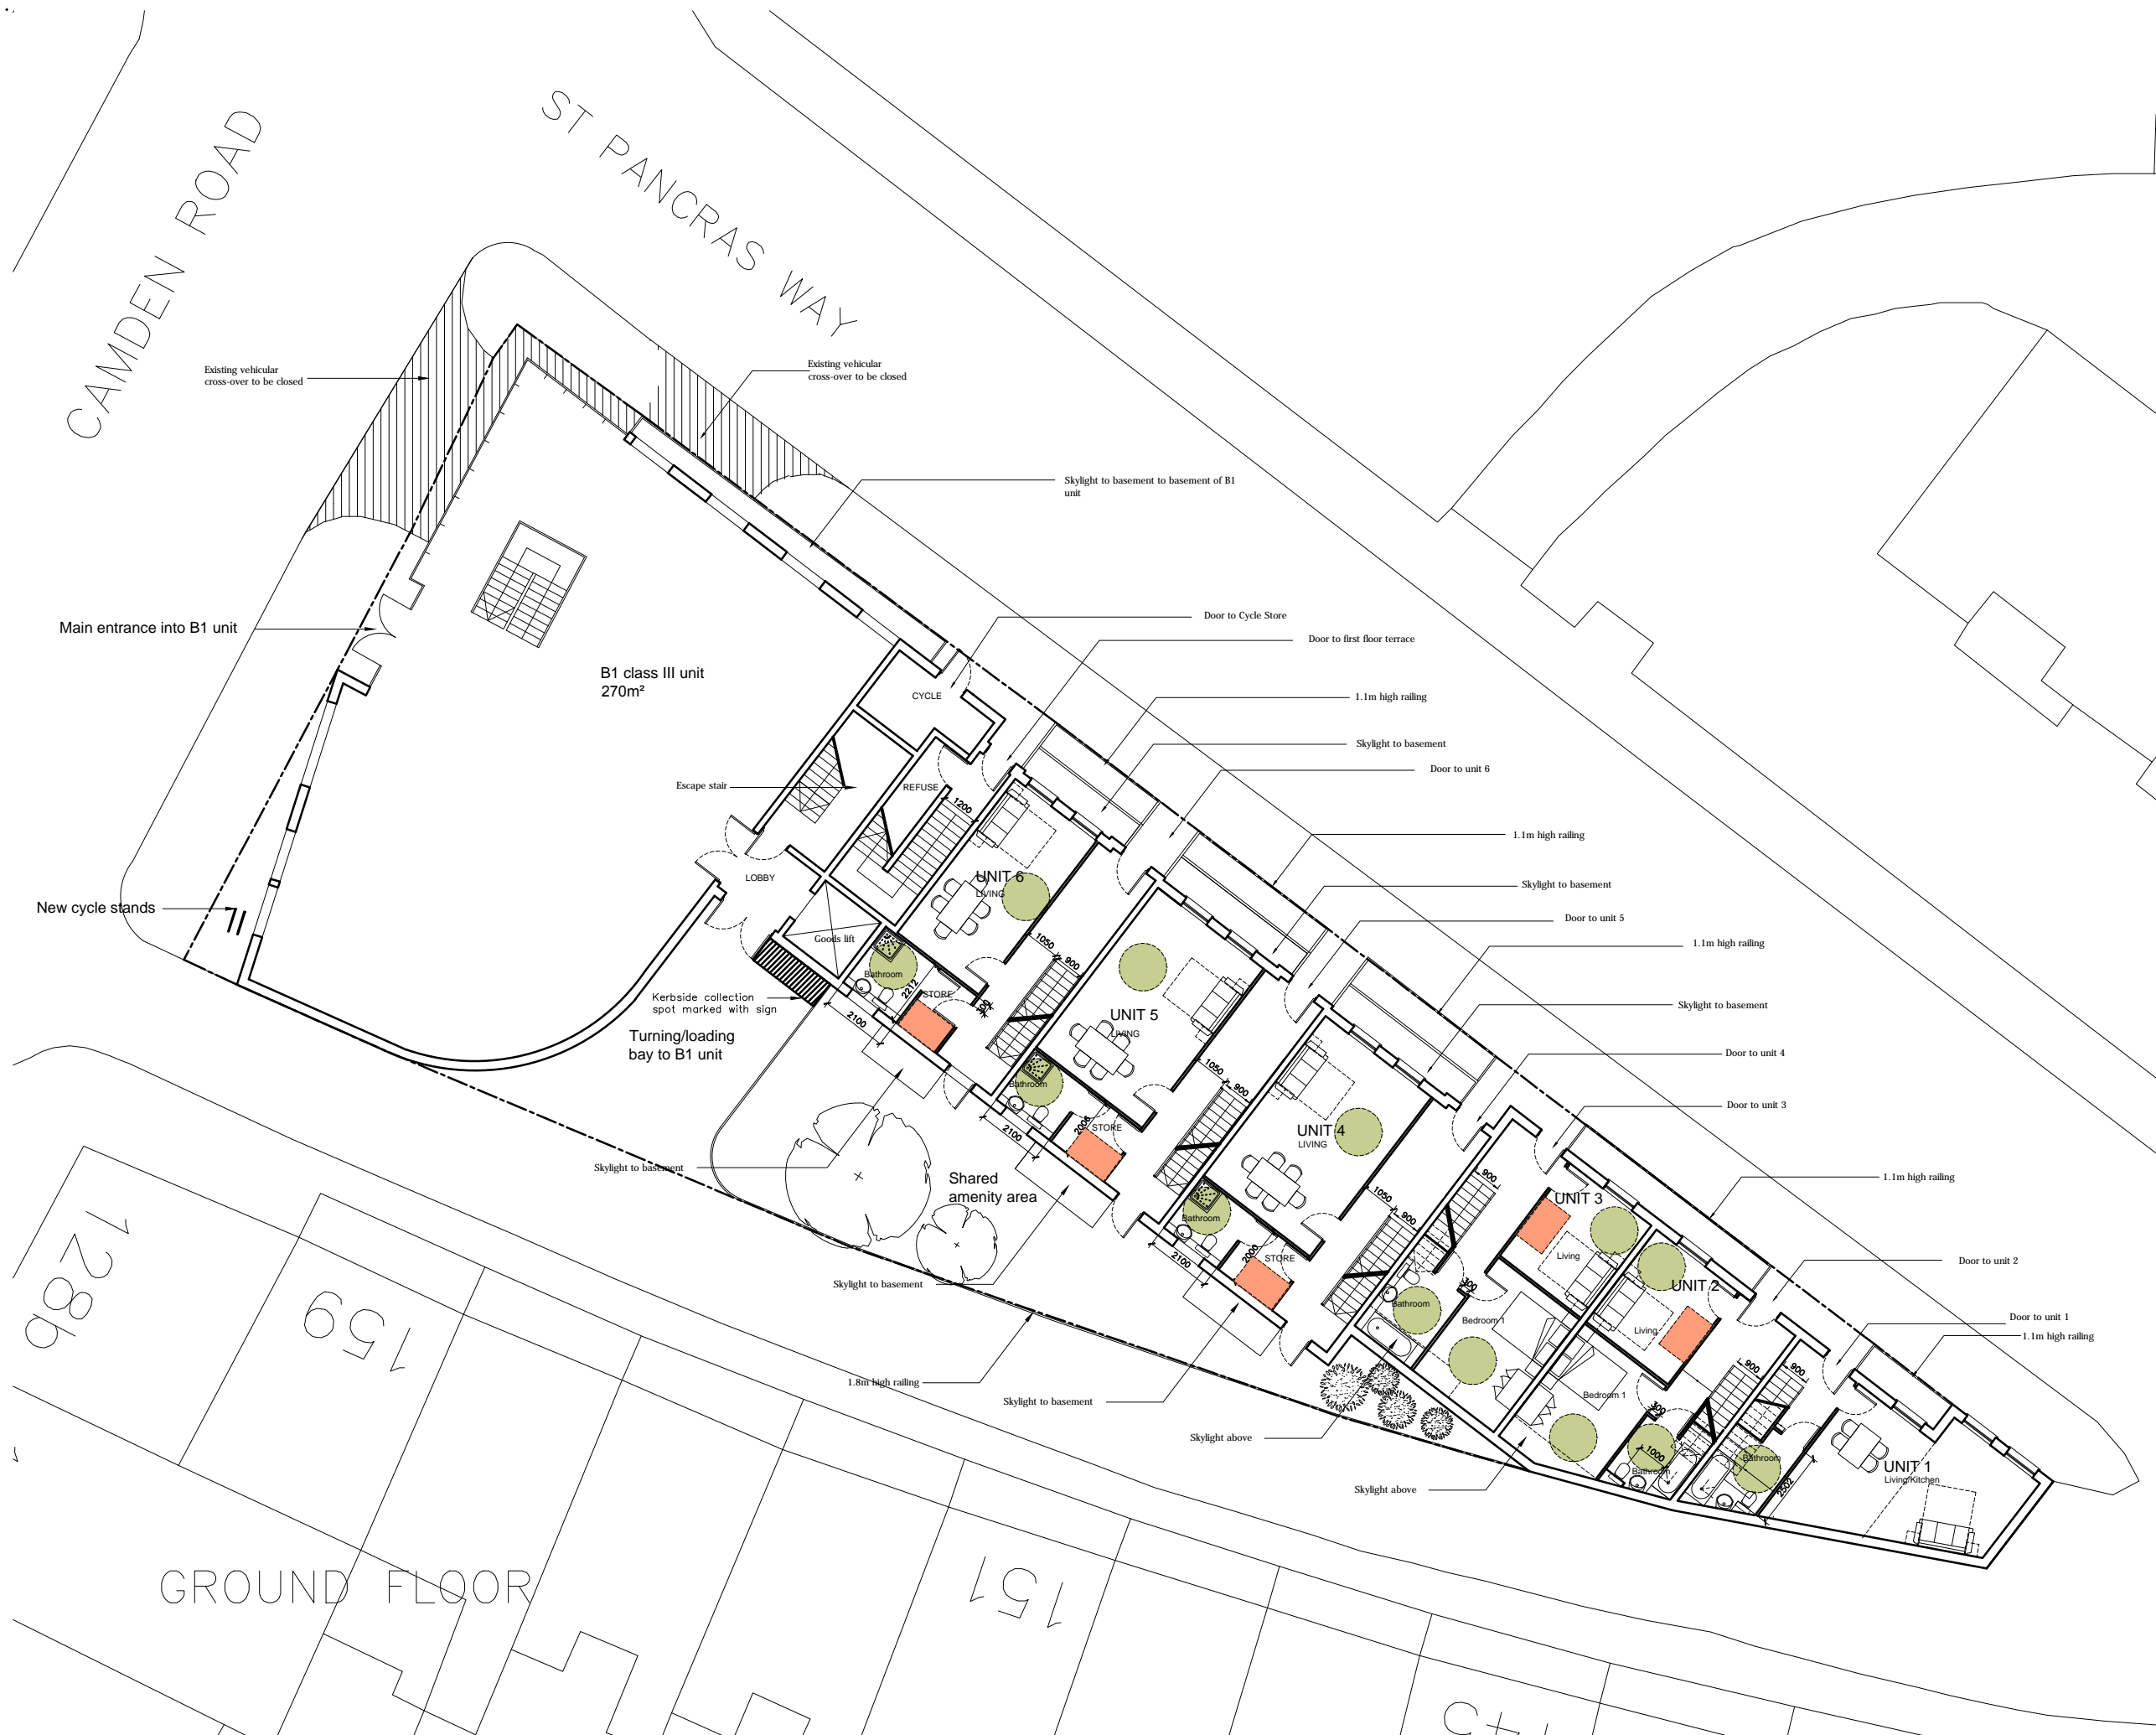 CAMDEN ROAD
ST PANCRAS WAY
Existing vehicular
cross-over to be closed
Existing vehicular
cross-over to be closed
Skylight to basement to basement of B1
unit
Main entrance into B1 unit
Door to Cycle Store
Door to first floor terrace
B1 class III unit
270m²
CYCLE
1.1m high railing
Skylight to basement
Door to unit 6
Escape stair
REFUSE
1200
1.1m high railing
LOBBY
UNIT 6
LIVING
Skylight to basement
New cycle stands
Door to unit 5
Goods lift
1050
900
1.1m high railing
Bathroom
2212
STORE
Kerbside collection
spot marked with sign
2100
Skylight to basement
UNIT 5
LIVING
Turning/loading
bay to B1 unit
Door to unit 4
1050
900
Bathroom
Door to unit 3
2100
STORE
UNIT 4
LIVING
Skylight to basement
Shared
amenity area
1.1m high railing
900
1050
900
UNIT 3
Bathroom
2100
2000
STORE
Living
Door to unit 2
Skylight to basement
UNIT 2
300
Bathroom
Bedroom 1
Living
Door to unit 1
1.1m high railing
1.8m high railing
Skylight to basement
Bedroom 1
900
900
300
Skylight above
1000
Bathroom
Bathroom
UNIT 1
Living/Kitchen
2502
Skylight above
128b
159
151
GROUND FLOOR